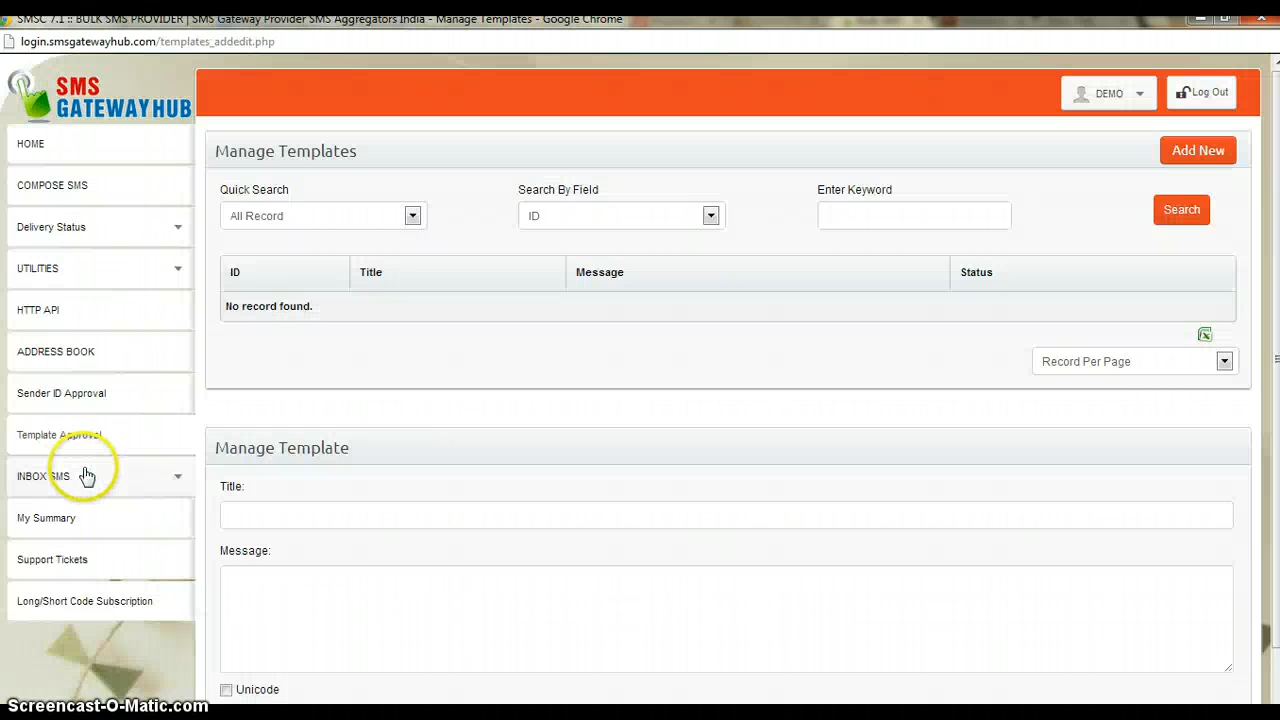 SMSC 7.1 :: BULK SMS PROVIDER | SMS Gateway Provider SMS Aggregators India - Manage Templates - Google Chrome
login.smsgatewayhub.com/templates_addedit.php
SMS
GATEWAYHUB
DEMO
Log Out
HOME
COMPOSE SMS
Delivery Status
UTILITIES
HTTP API
ADDRESS BOOK
Sender ID Approval
Template Approval
INBOX SMS
My Summary
Support Tickets
Long/Short Code Subscription
Manage Templates
Add New
Quick Search
Search By Field
Enter Keyword
All Record
ID
Search
ID Title Message Status
No record found.
Record Per Page
Manage Template
Title:
Message:
Unicode
Screencast-O-Matic.com